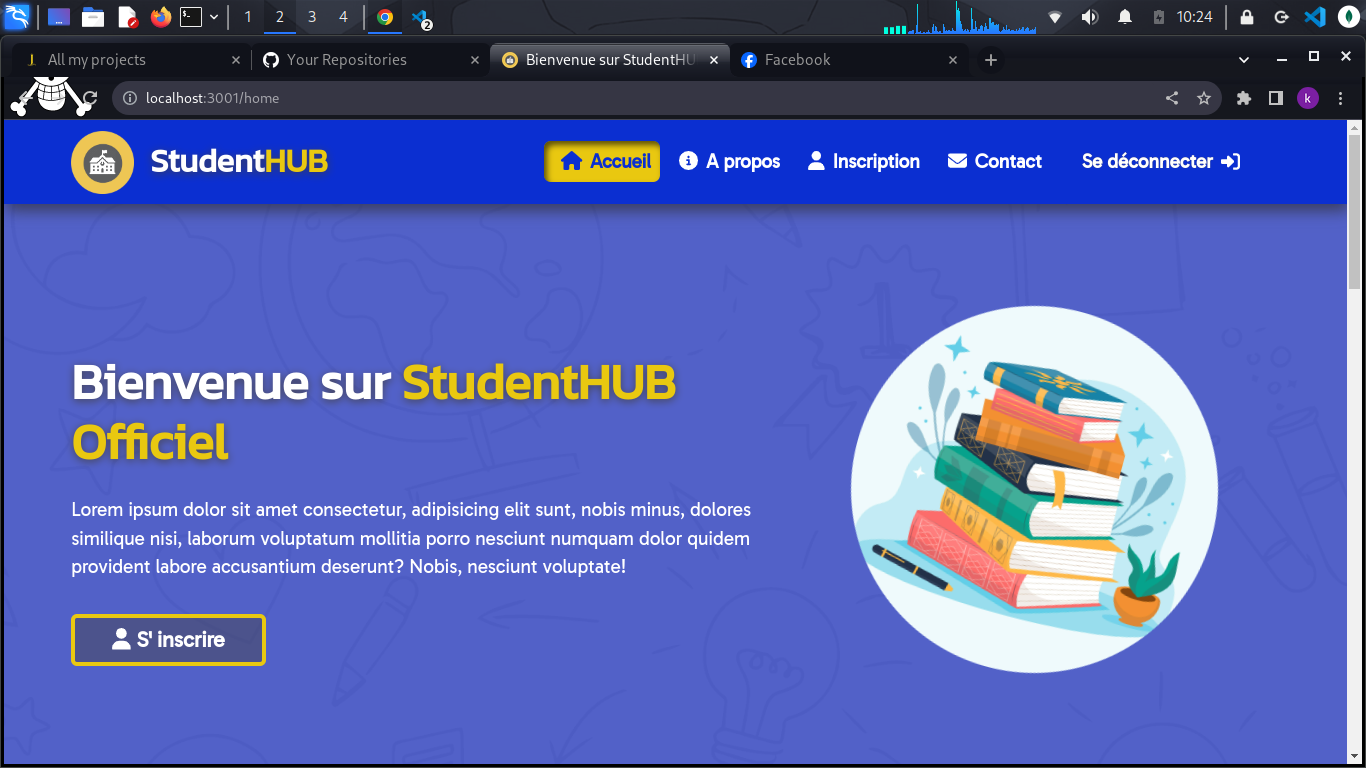 1 2 3 4 2 10:24
All my projects Your Repositories Bienvenue sur StudentHU Facebook
localhost:3001/home k
StudentHUB Accueil A propos Inscription Contact Se déconnecter
1
Bienvenue sur StudentHUB
Officiel
Lorem ipsum dolor sit amet consectetur, adipisicing elit sunt, nobis minus, dolores
similique nisi, laborum voluptatum mollitia porro nesciunt numquam dolor quidem
provident labore accusantium deserunt? Nobis, nesciunt voluptate!
S' inscrire